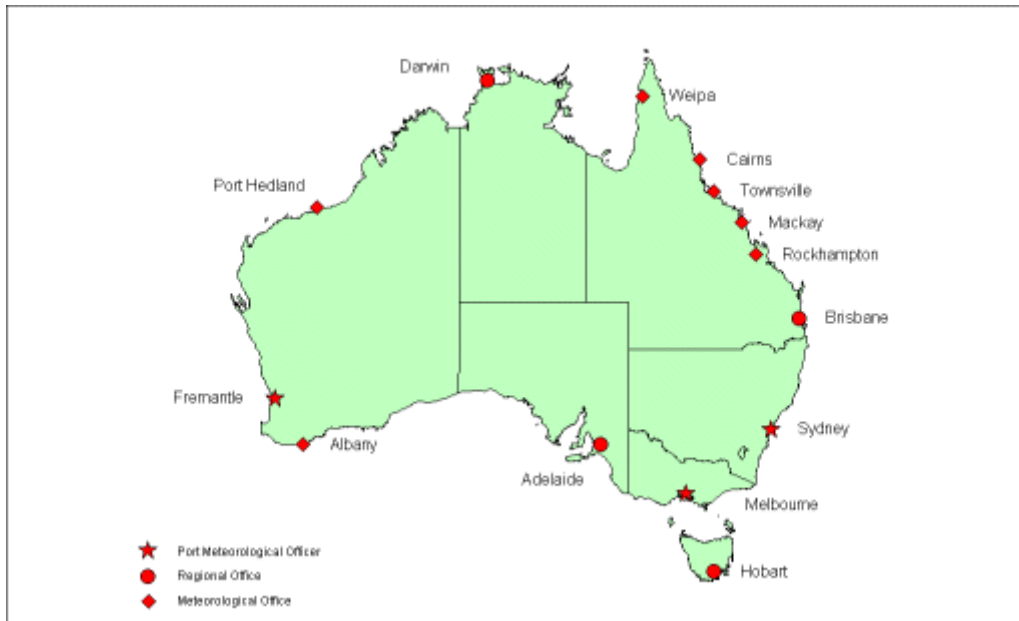 Darwin
Weipa
Cairns
Port Hedland
Townsville
Mackay
Rockhampton
Brisbane
Fremantle
Sydney
Albany
Adelaide
Melbourne
Hobart
Port Meteorological Officer
Regional Office
Meteorological Office